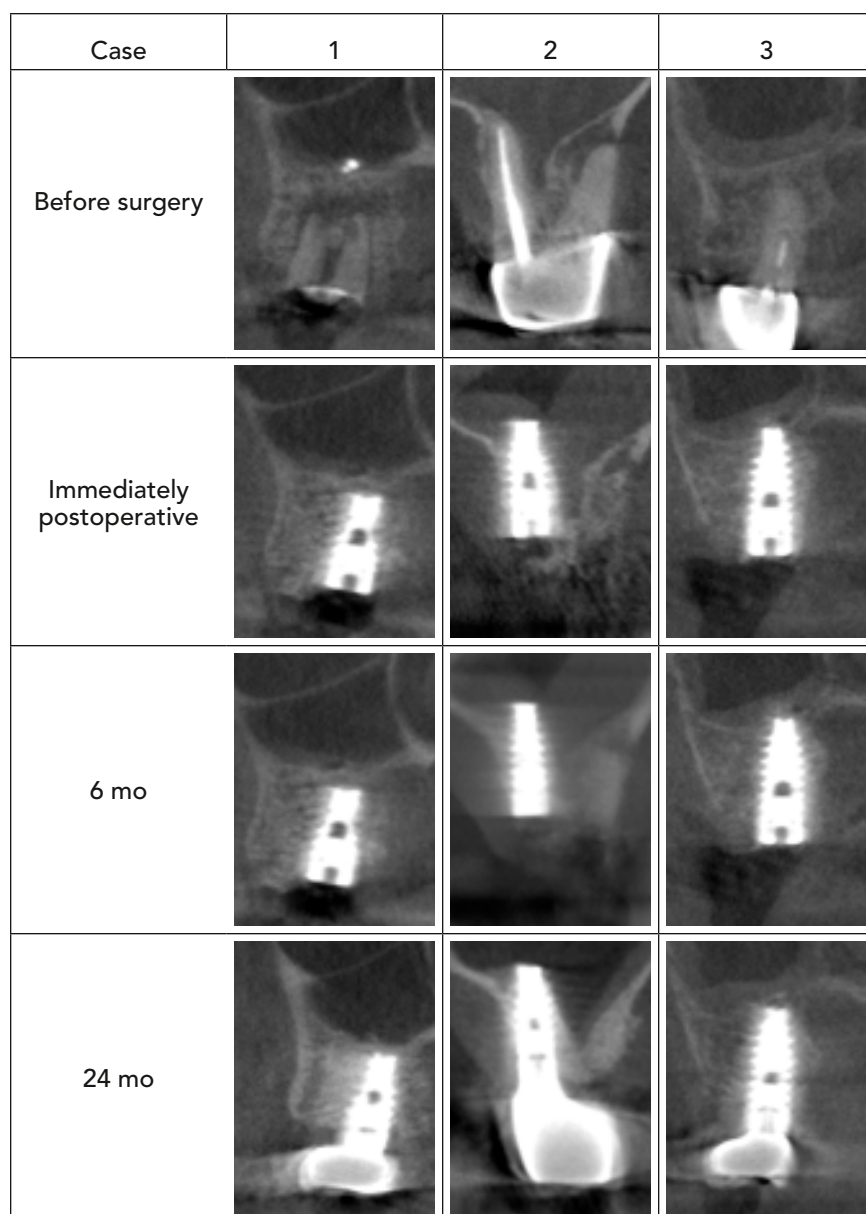 Case 1 2 3
Before surgery
Immediately
postoperative
6 mo
24 mo